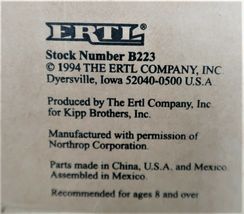 ERTL
Stock Number B223
© 1994 THE ERTL COMPANY, INC
Dyersville, Iowa 52040-0500 U.S.A
Produced by The Ertl Company, Inc
for Kipp Brothers, Inc.
Manufactured with permission of
Northrop Corporation.
Parts made in China, U.S.A. and Mexico.
Assembled in Mexico.
Recommended for ages 8 and over